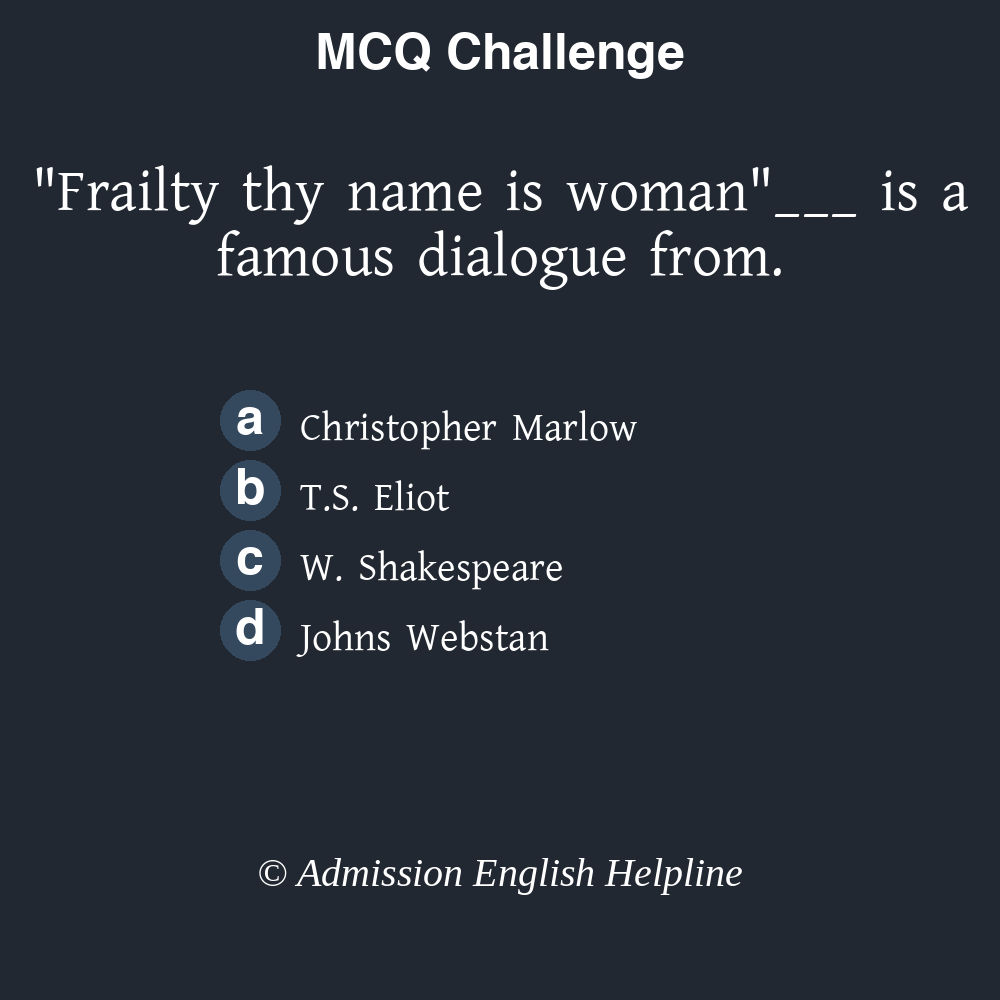 MCQ Challenge
"Frailty thy name is woman"___ is a
famous dialogue from.
a Christopher Marlow
b T.S. Eliot
c W. Shakespeare
d Johns Webstan
© Admission English Helpline